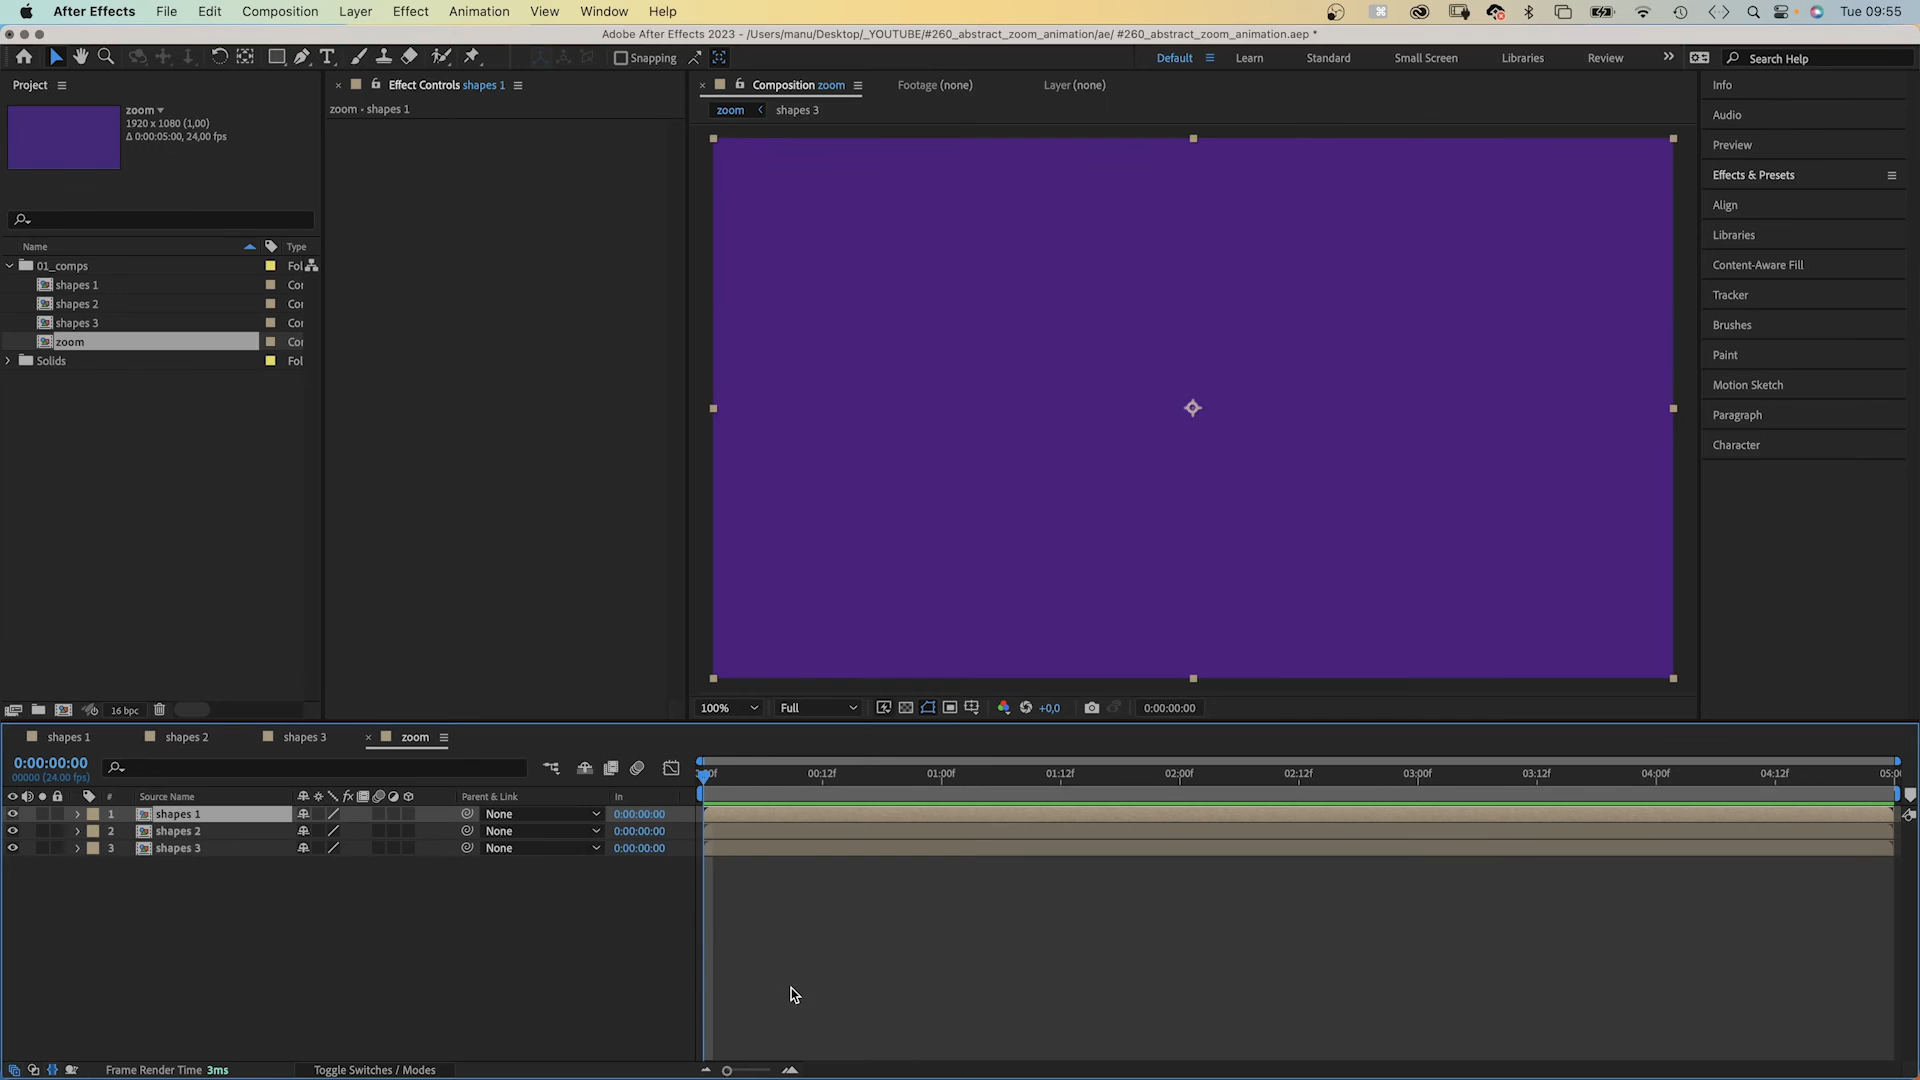 After Effects File Edit Composition Layer Effect Animation View Window Help Tue 09:55
Adobe After Effects 2023 - /Users/manu/Desktop/_YOUTUBE/#260_abstract_zoom_animation/ae/ #260_abstract_zoom_animation.aep *
Snapping Default Learn Standard Small Screen Libraries Review Search Help
Project
zoom
1920 x 1080 (1,00)
Δ 0:00:05:00, 24,00 fps
Name Type
01_comps Fol
shapes 1 Cor
shapes 2 Cor
shapes 3 Cor
zoom Cor
Solids Fol
16 bpc
Effect Controls shapes 1
zoom • shapes 1
Composition zoom Footage (none) Layer (none)
zoom shapes 3
100% Full +0,0 0:00:00:00
Info
Audio
Preview
Effects & Presets
Align
Libraries
Content-Aware Fill
Tracker
Brushes
Paint
Motion Sketch
Paragraph
Character
shapes 1 shapes 2 shapes 3 zoom
0:00:00:00
00000 (24.00 fps)
00f 00:12f 01:00f 01:12f 02:00f 02:12f 03:00f 03:12f 04:00f 04:12f 05:0
# Source Name fx Parent & Link In
1 shapes 1 None 0:00:00:00
2 shapes 2 None 0:00:00:00
3 shapes 3 None 0:00:00:00
Frame Render Time 3ms Toggle Switches / Modes